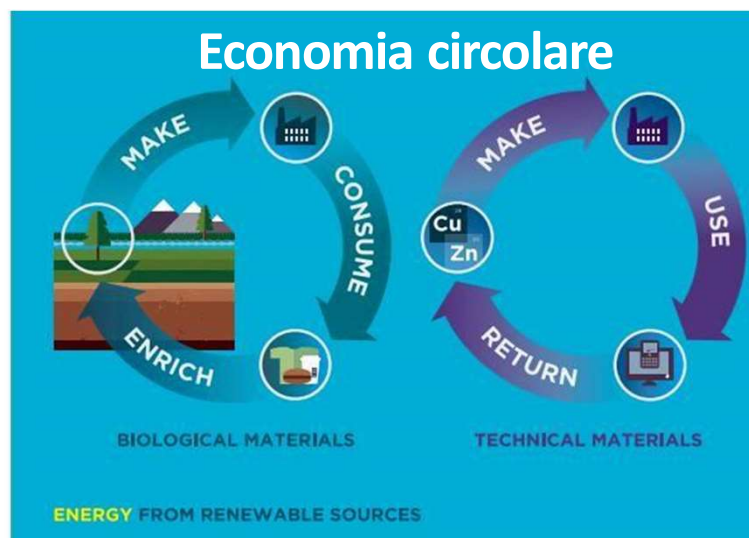 Economia circolare
MAKE
CONSUME
ENRICH
MAKE
USE
RETURN
Cu
Zn
BIOLOGICAL MATERIALS
TECHNICAL MATERIALS
ENERGY FROM RENEWABLE SOURCES